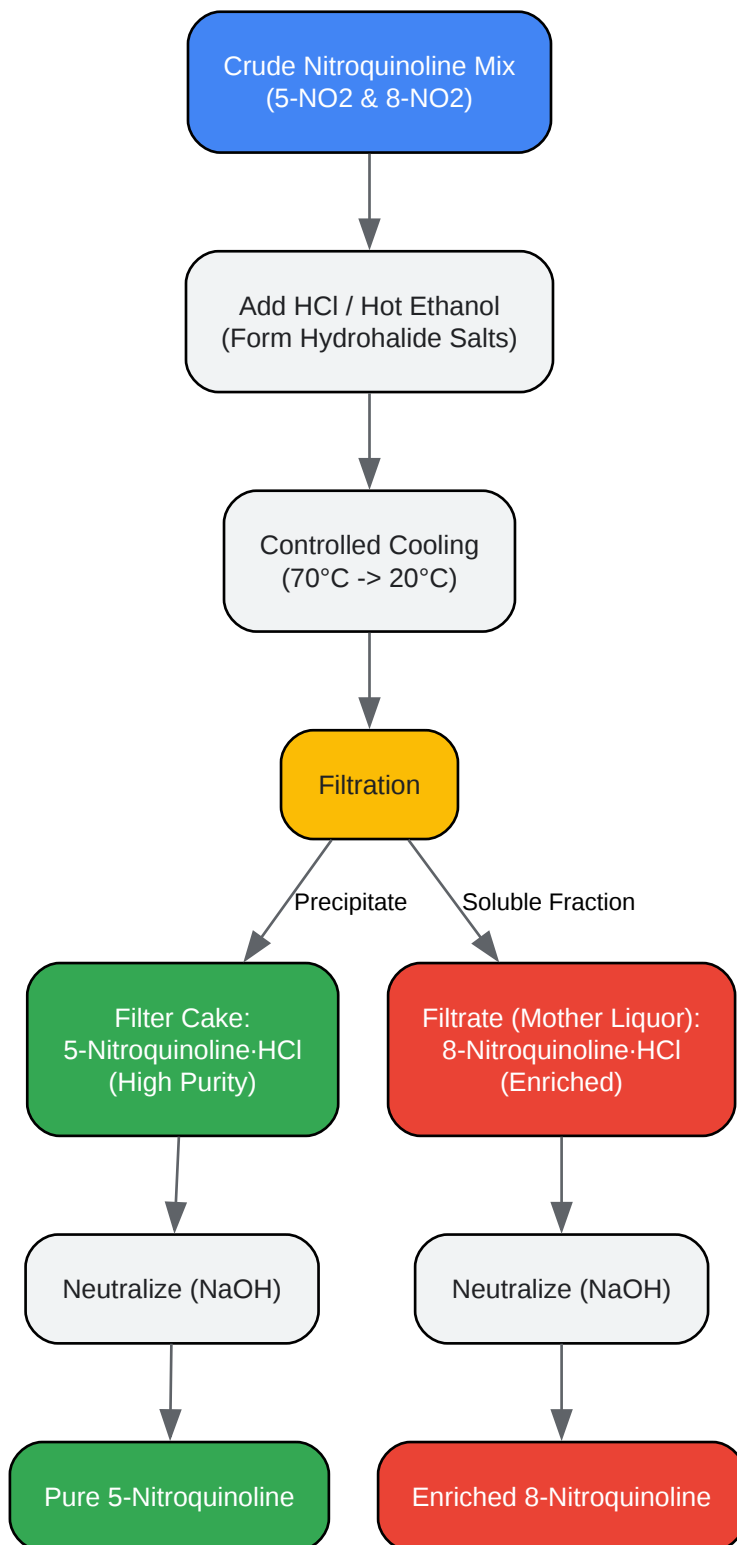 Crude Nitroquinoline Mix
(5-NO2 & 8-NO2)
Add HCl / Hot Ethanol
(Form Hydrohalide Salts)
Controlled Cooling
(70°C -> 20°C)
Filtration
Precipitate
Soluble Fraction
Filter Cake:
5-Nitroquinoline·HCl
(High Purity)
Filtrate (Mother Liquor):
8-Nitroquinoline·HCl
(Enriched)
Neutralize (NaOH)
Neutralize (NaOH)
Pure 5-Nitroquinoline
Enriched 8-Nitroquinoline